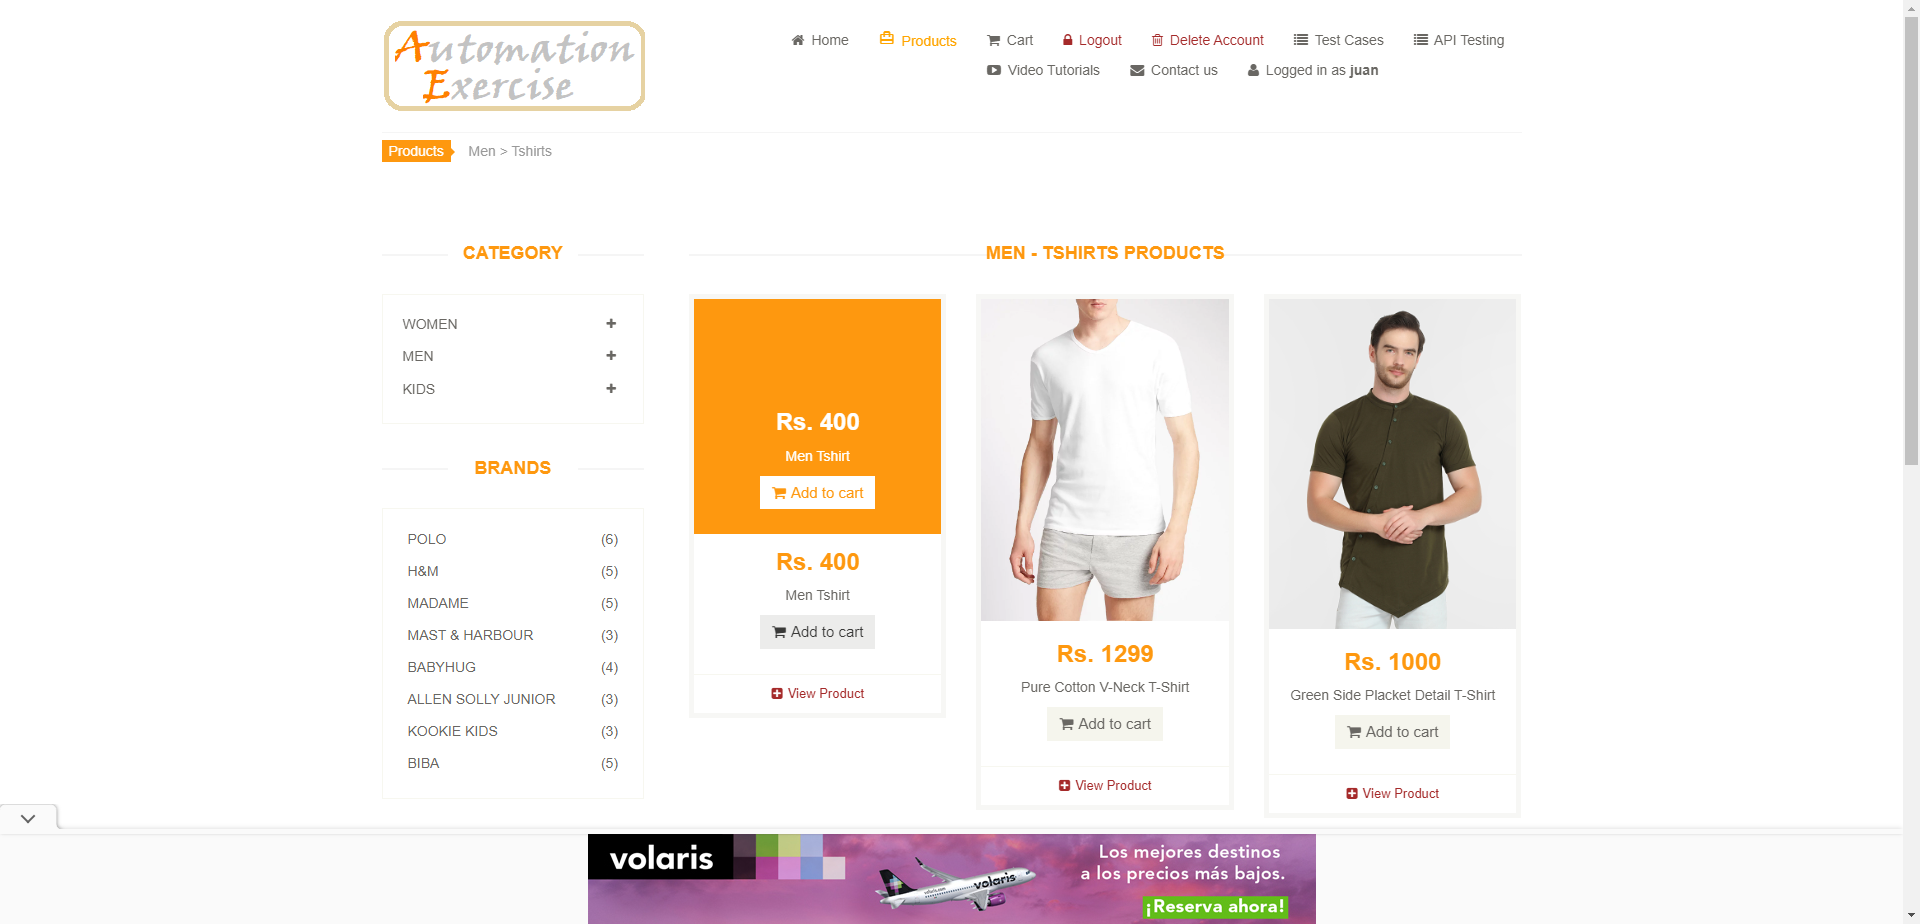 Automation
Exercise
Home
Products
Cart
Logout
Delete Account
Test Cases
API Testing
Video Tutorials
Contact us
Logged in as juan
Products
Men > Tshirts
CATEGORY
WOMEN
MEN
KIDS
BRANDS
POLO (6)
H&M (5)
MADAME (5)
MAST & HARBOUR (3)
BABYHUG (4)
ALLEN SOLLY JUNIOR (3)
KOOKIE KIDS (3)
BIBA (5)
MEN - TSHIRTS PRODUCTS
Rs. 400
Men Tshirt
Add to cart
Rs. 400
Men Tshirt
Add to cart
View Product
Rs. 1299
Pure Cotton V-Neck T-Shirt
Add to cart
View Product
Rs. 1000
Green Side Placket Detail T-Shirt
Add to cart
View Product
volaris
volaris
Los mejores destinos
a los precios más bajos.
¡Reserva ahora!